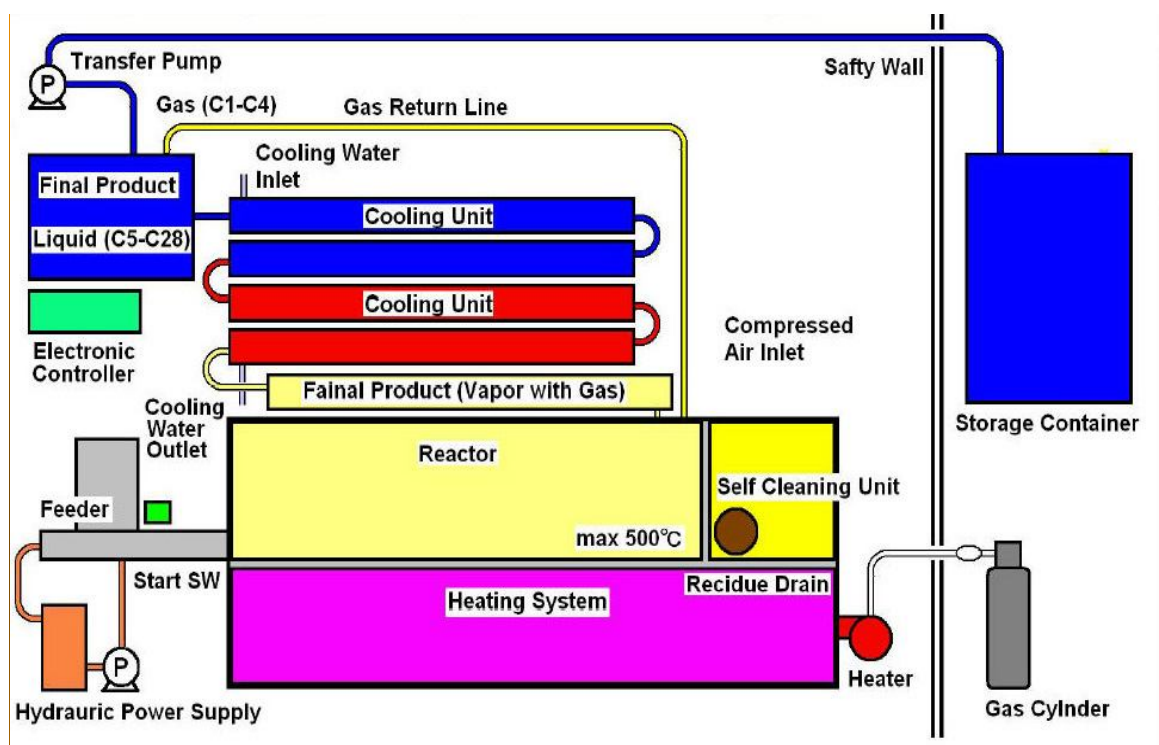 Transfer Pump
P
Safty Wall
Gas (C1-C4)
Gas Return Line
Cooling Water
Inlet
Final Product
Liquid (C5-C28)
Cooling Unit
Cooling Unit
Electronic
Controller
Compressed
Air Inlet
Fainal Product (Vapor with Gas)
Cooling
Water
Outlet
Storage Container
Reactor
Self Cleaning Unit
Feeder
max 500℃
Start SW
Recidue Drain
Heating System
P
Heater
Hydrauric Power Supply
Gas Cylnder